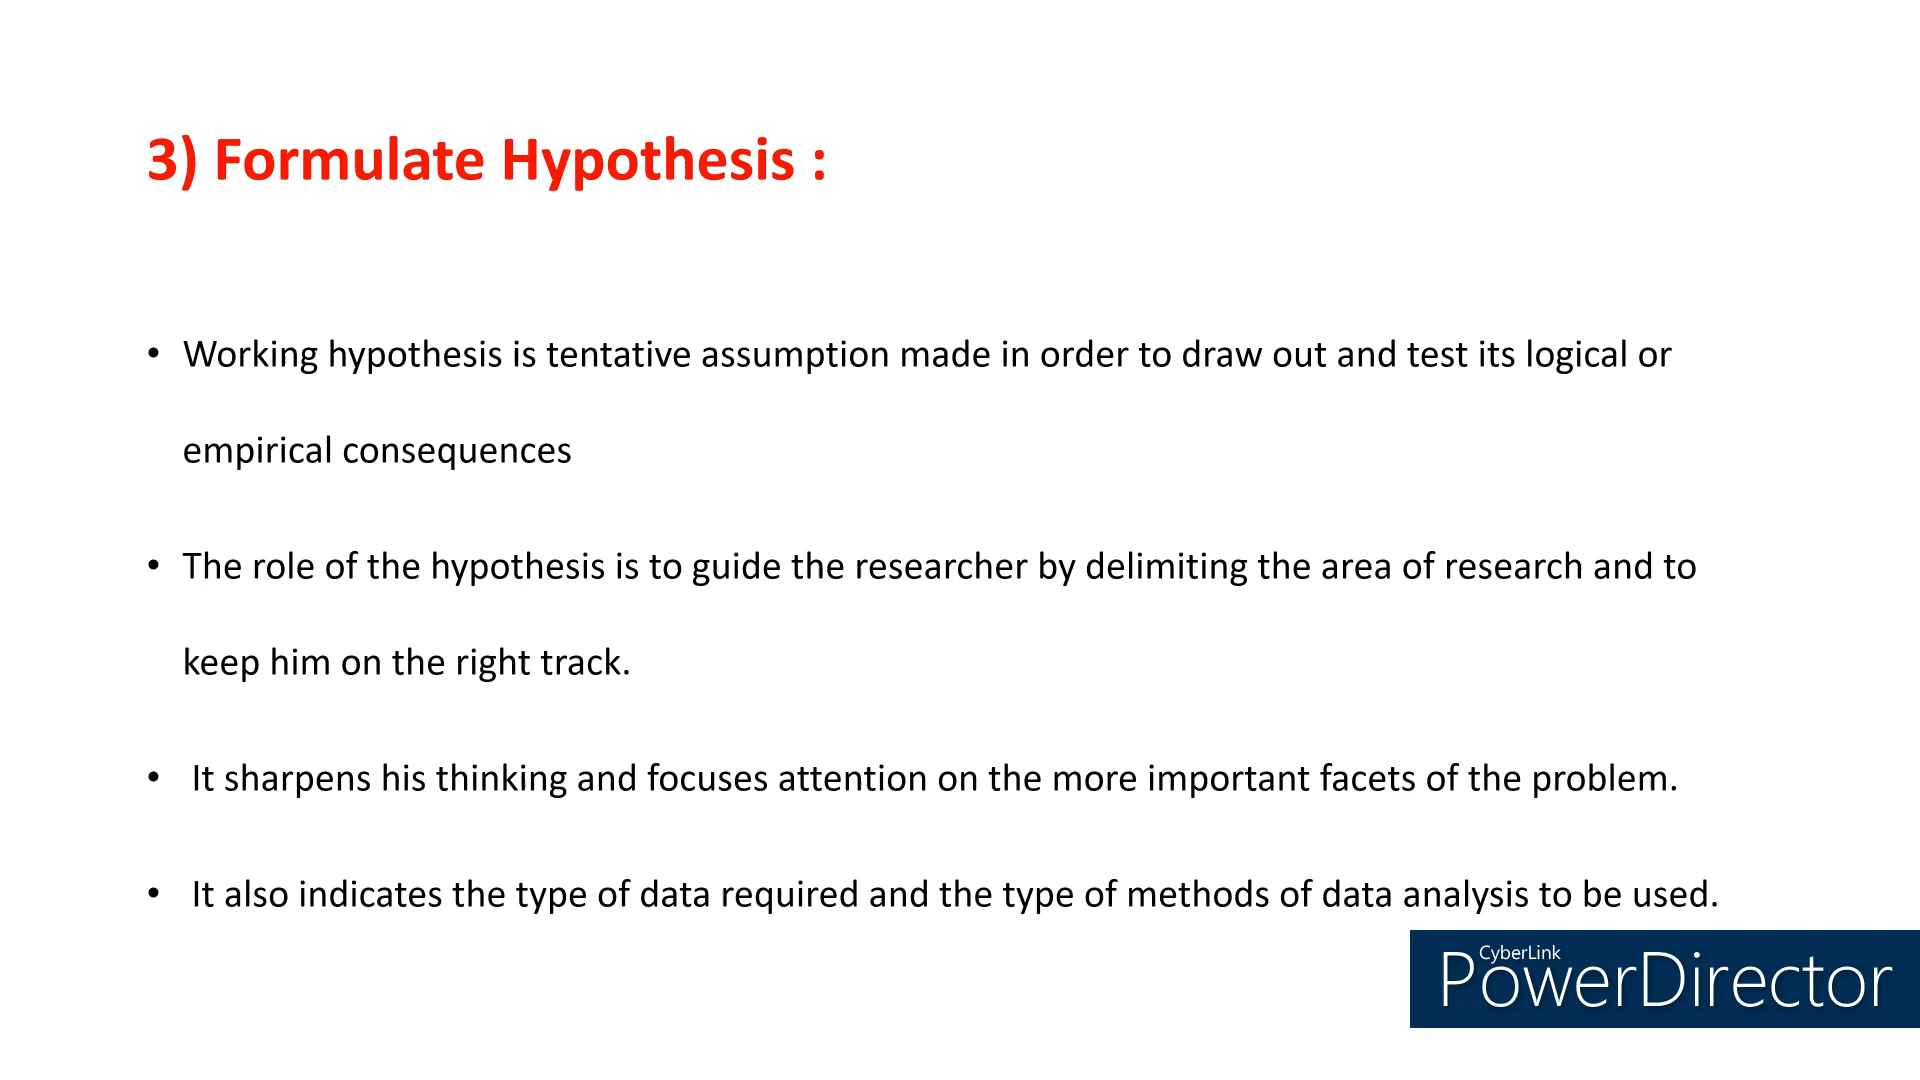 3) Formulate Hypothesis :
• Working hypothesis is tentative assumption made in order to draw out and test its logical or
empirical consequences
• The role of the hypothesis is to guide the researcher by delimiting the area of research and to
keep him on the right track.
• It sharpens his thinking and focuses attention on the more important facets of the problem.
• It also indicates the type of data required and the type of methods of data analysis to be used.
CyberLink
PowerDirector